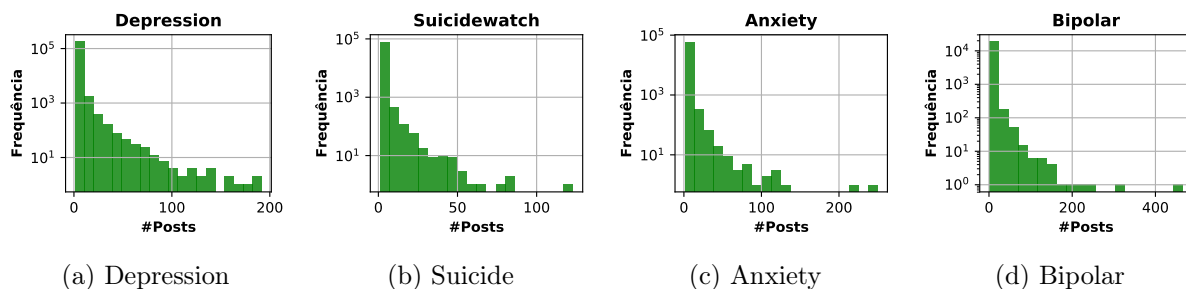 Depression
Frequência
10^5
10^3
10^1
0 100 200
#Posts
(a) Depression
Suicidewatch
Frequência
10^5
10^3
10^1
0 50 100
#Posts
(b) Suicide
Anxiety
Frequência
10^5
10^3
10^1
0 100 200
#Posts
(c) Anxiety
Bipolar
Frequência
10^4
10^3
10^2
10^1
10^0
0 200 400
#Posts
(d) Bipolar